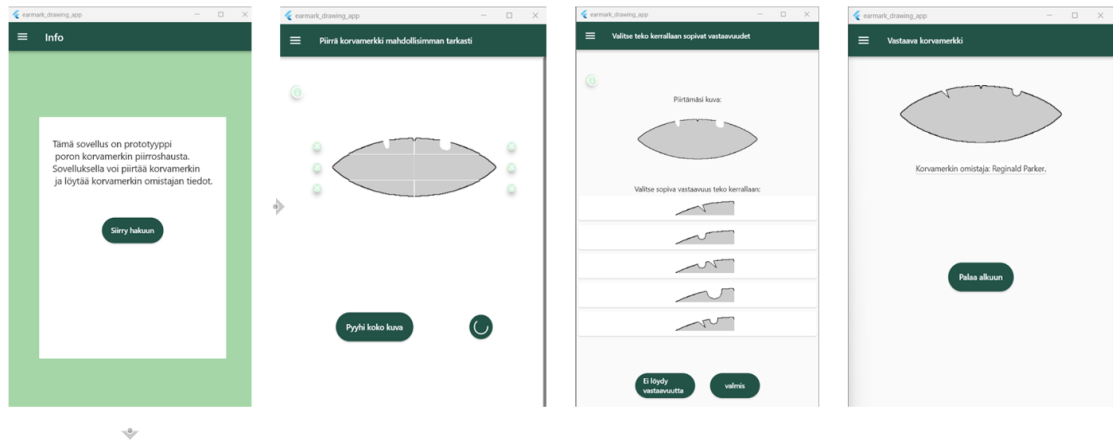 earmark_drawing_app
Info
Tämä sovellus on prototyyppi
poron korvamerkin piirroshausta.
Sovelluksella voi piirtää korvamerkin
ja löytää korvamerkin omistajan tiedot.
Siirry hakuun
earmark_drawing_app
Piirrä korvamerkki mahdollisimman tarkasti
Pyyhi koko kuva
earmark_drawing_app
Valitse teko kerrallaan sopivat vastaavuudet
Piirtämäsi kuva:
Valitse sopiva vastaavuus teko kerrallaan:
Ei löydy
vastaavuutta
valmis
earmark_drawing_app
Vastaava korvamerkki
Korvamerkin omistaja: Reginald Parker.
Palaa alkuun